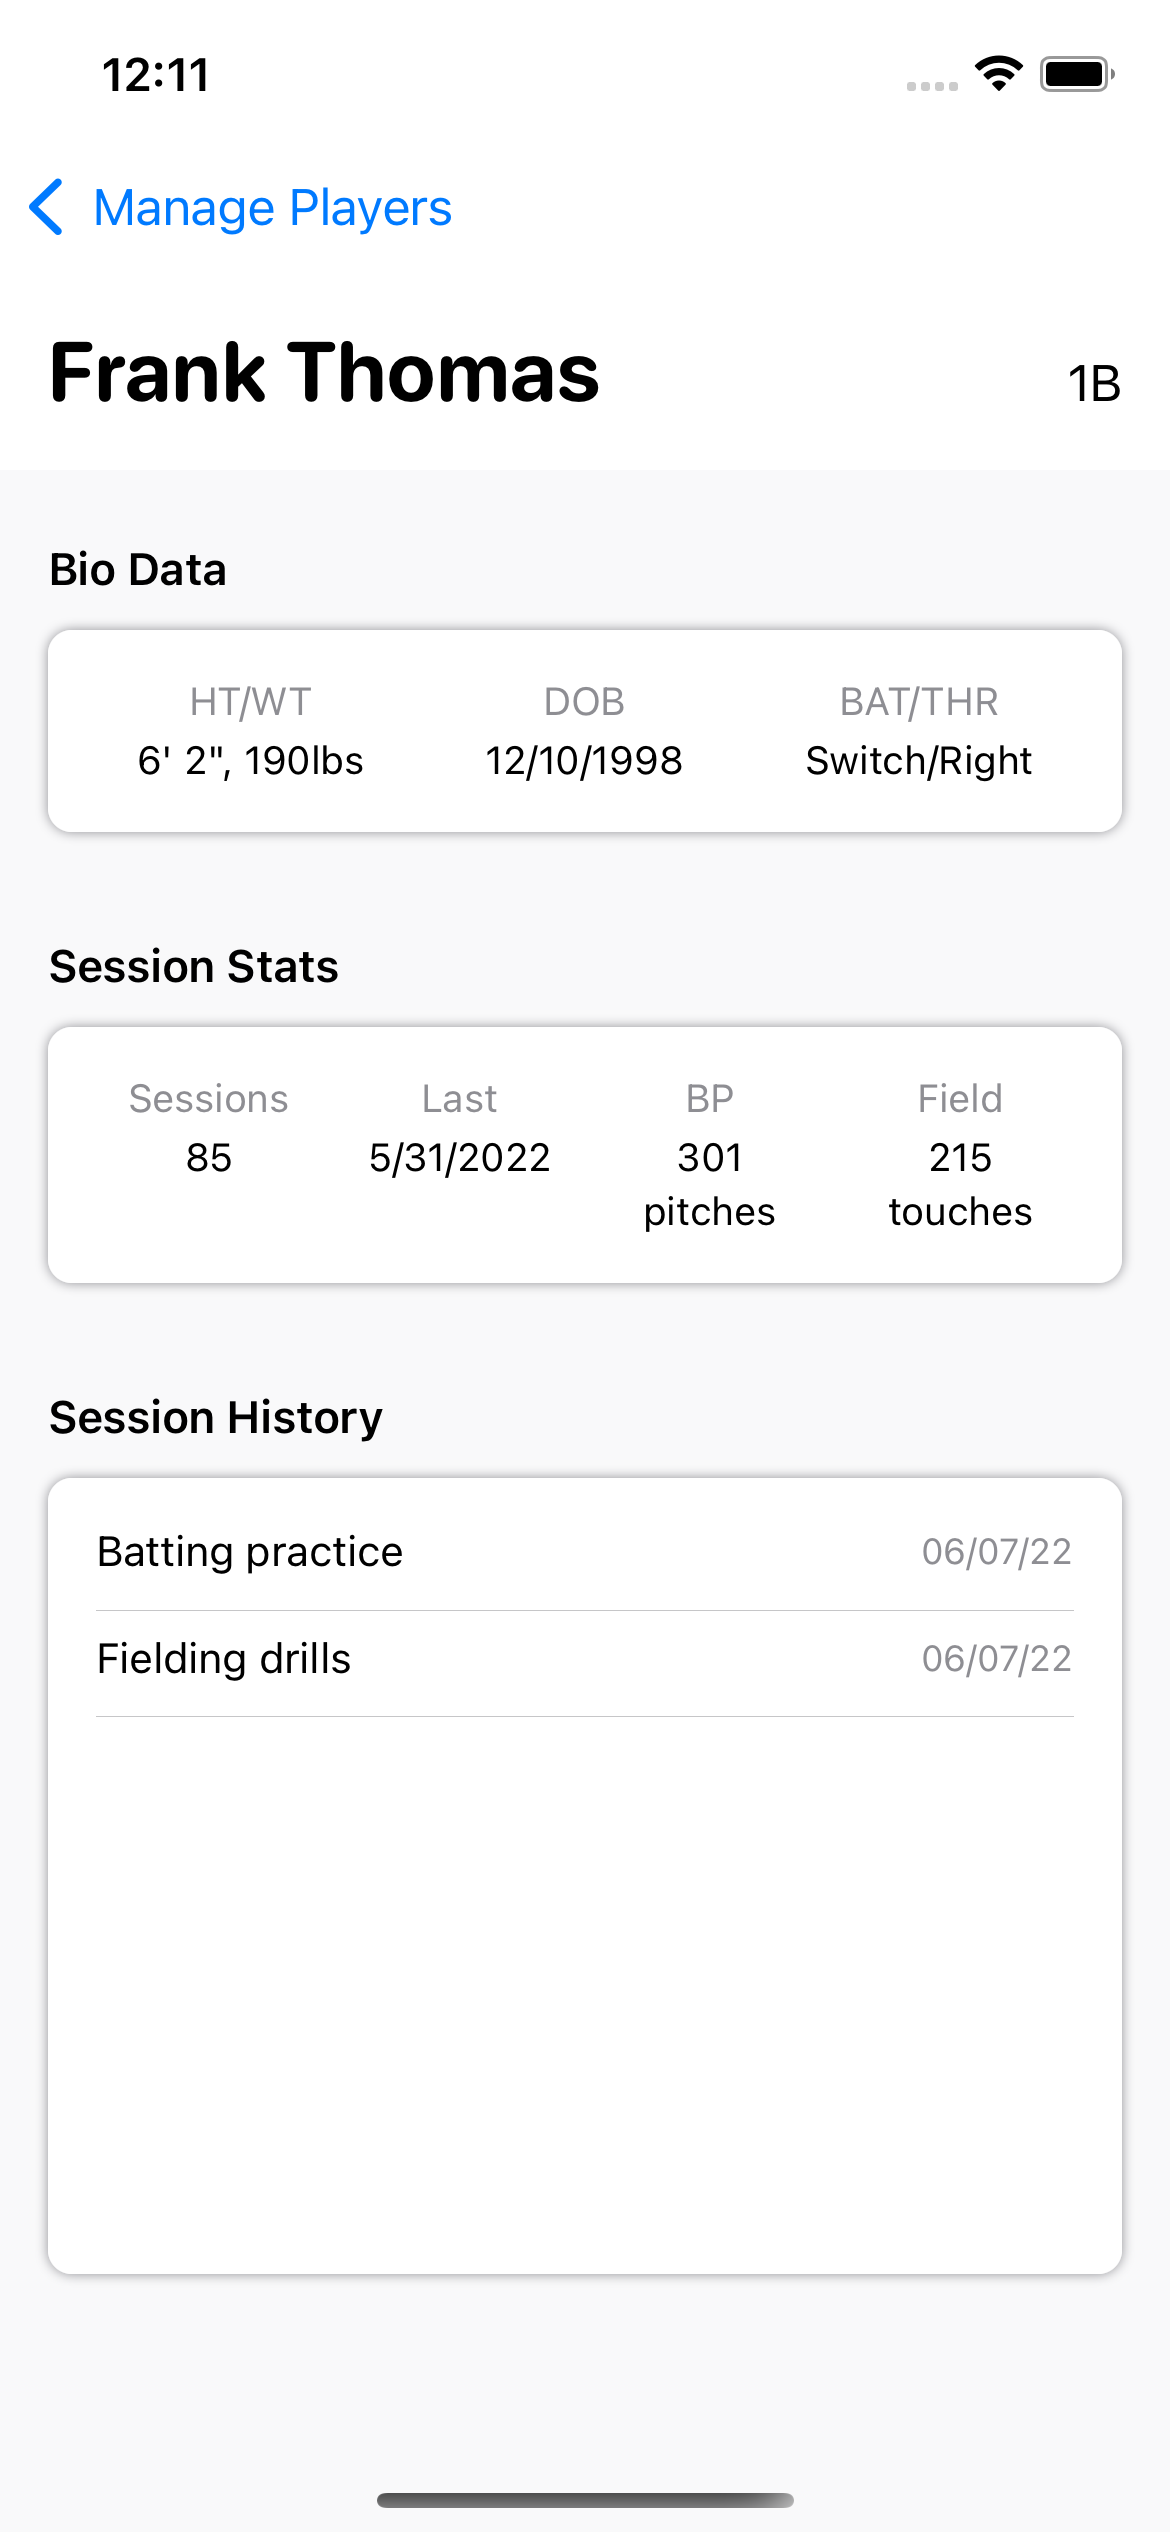 12:11
Manage Players
Frank Thomas
1B
Bio Data
HT/WT DOB BAT/THR
6' 2", 190lbs 12/10/1998 Switch/Right
Session Stats
Sessions Last BP Field
85 5/31/2022 301 215
pitches touches
Session History
Batting practice 06/07/22
Fielding drills 06/07/22